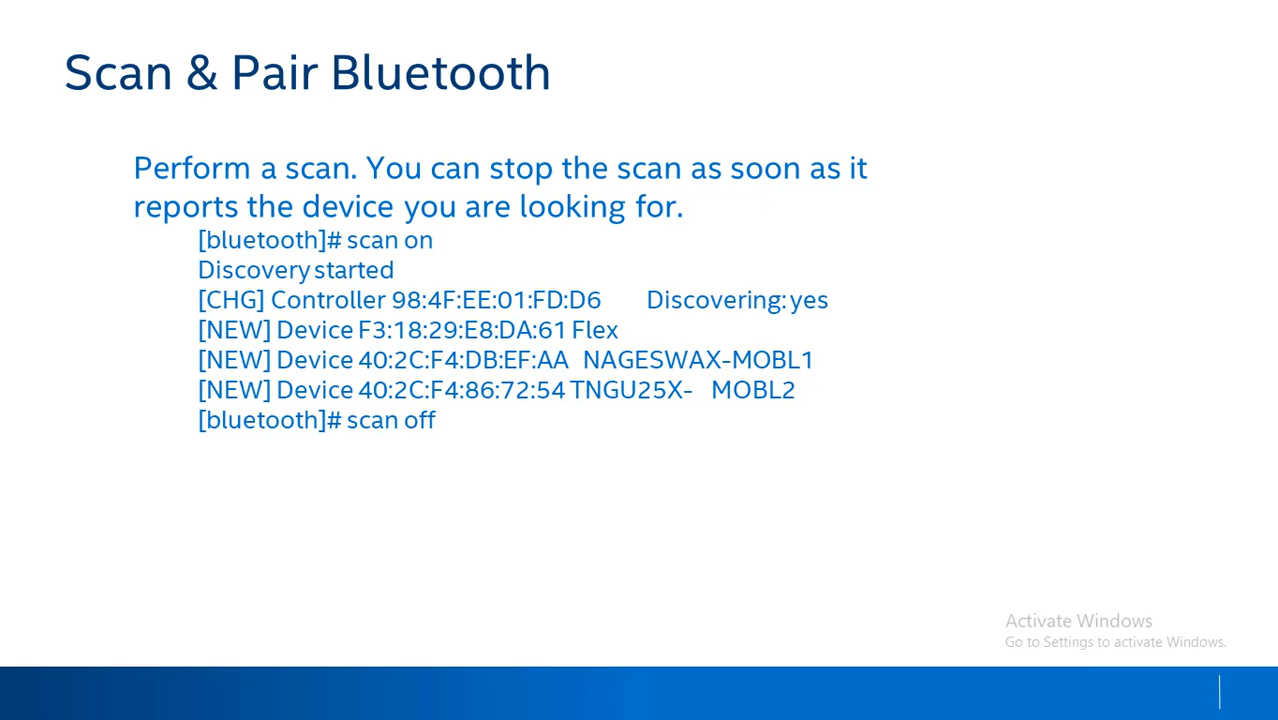 Scan & Pair Bluetooth
Perform a scan. You can stop the scan as soon as it
reports the device you are looking for.
[bluetooth]# scan on
Discovery started
[CHG] Controller 98:4F:EE:01:FD:D6 Discovering: yes
[NEW] Device F3:18:29:E8:DA:61 Flex
[NEW] Device 40:2C:F4:DB:EF:AA NAGESWAX-MOBL1
[NEW] Device 40:2C:F4:86:72:54 TNGU25X- MOBL2
[bluetooth]# scan off
Activate Windows
Go to Settings to activate Windows.